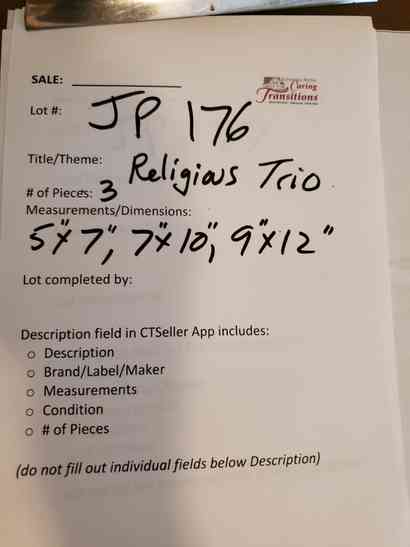 SALE:
Caring
Transitions
Lot #: JP 176
Title/Theme: Religious Trio
# of Pieces: 3
Measurements/Dimensions:
5"x7", 7"x10", 9"x12"
Lot completed by:
Description field in CTSeller App includes:
o Description
o Brand/Label/Maker
o Measurements
o Condition
o # of Pieces
(do not fill out individual fields below Description)